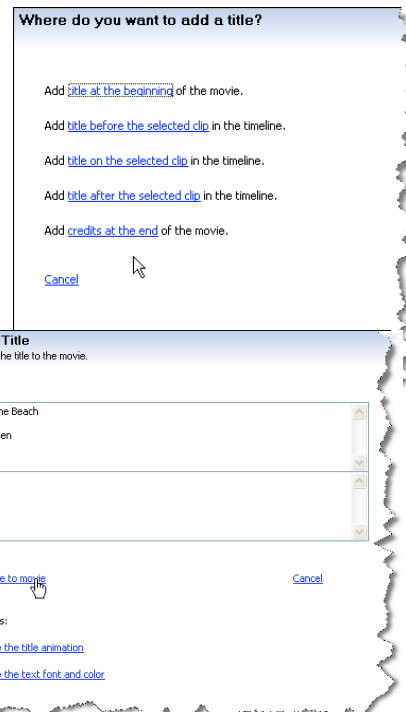 Where do you want to add a title?
Add title at the beginning of the movie.
Add title before the selected clip in the timeline.
Add title on the selected clip in the timeline.
Add title after the selected clip in the timeline.
Add credits at the end of the movie.
Cancel
Title
the title to the movie.
Beach
to movie
Cancel
the title animation
the text font and color